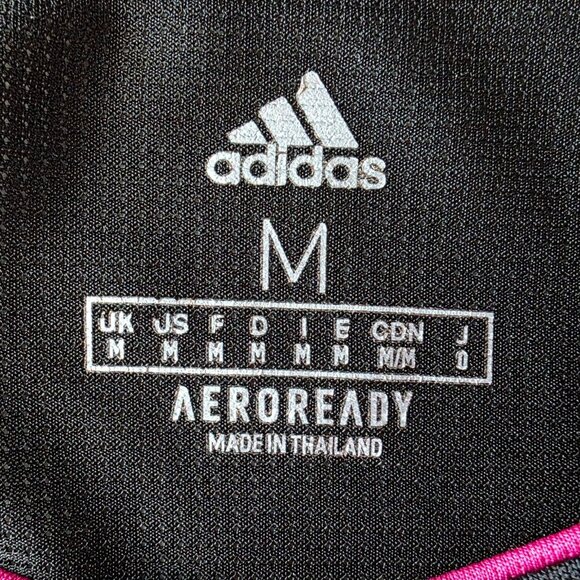 adidas
M
UK US F D I E CDN J
M M M M M M M/M O
AEROREADY
MADE IN THAILAND